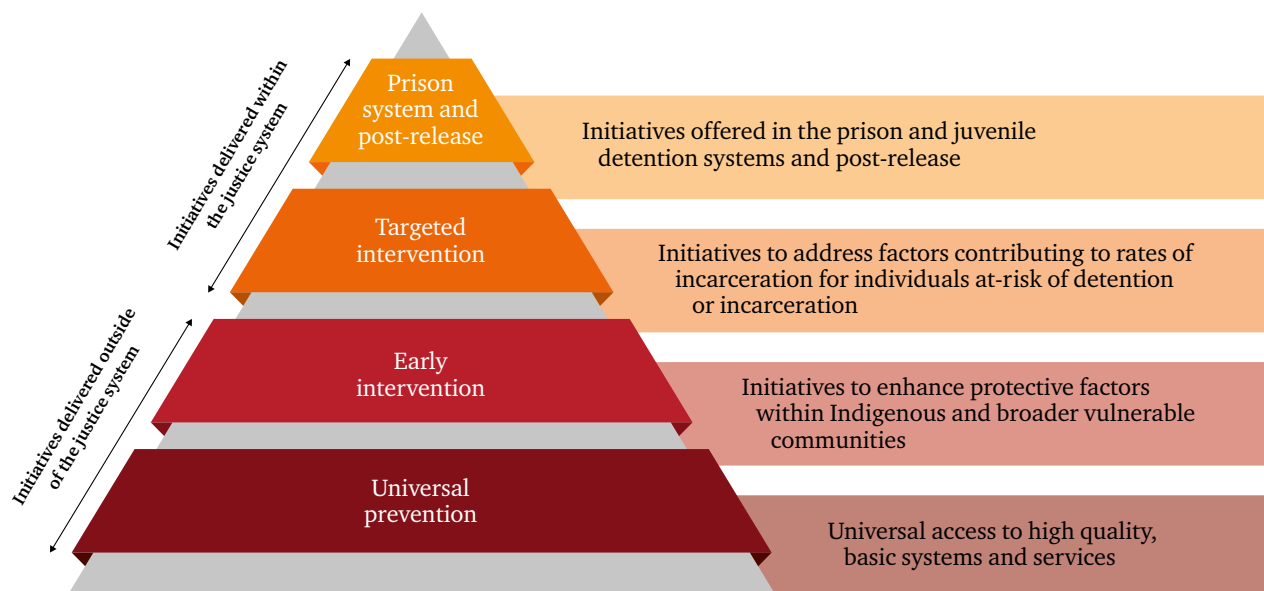 Initiatives delivered within
the justice system
Prison
system and
post-release
Initiatives offered in the prison and juvenile
detention systems and post-release
Targeted
intervention
Initiatives to address factors contributing to rates of
incarceration for individuals at-risk of detention
or incarceration
Initiatives delivered outside
of the justice system
Early
intervention
Initiatives to enhance protective factors
within Indigenous and broader vulnerable
communities
Universal
prevention
Universal access to high quality,
basic systems and services